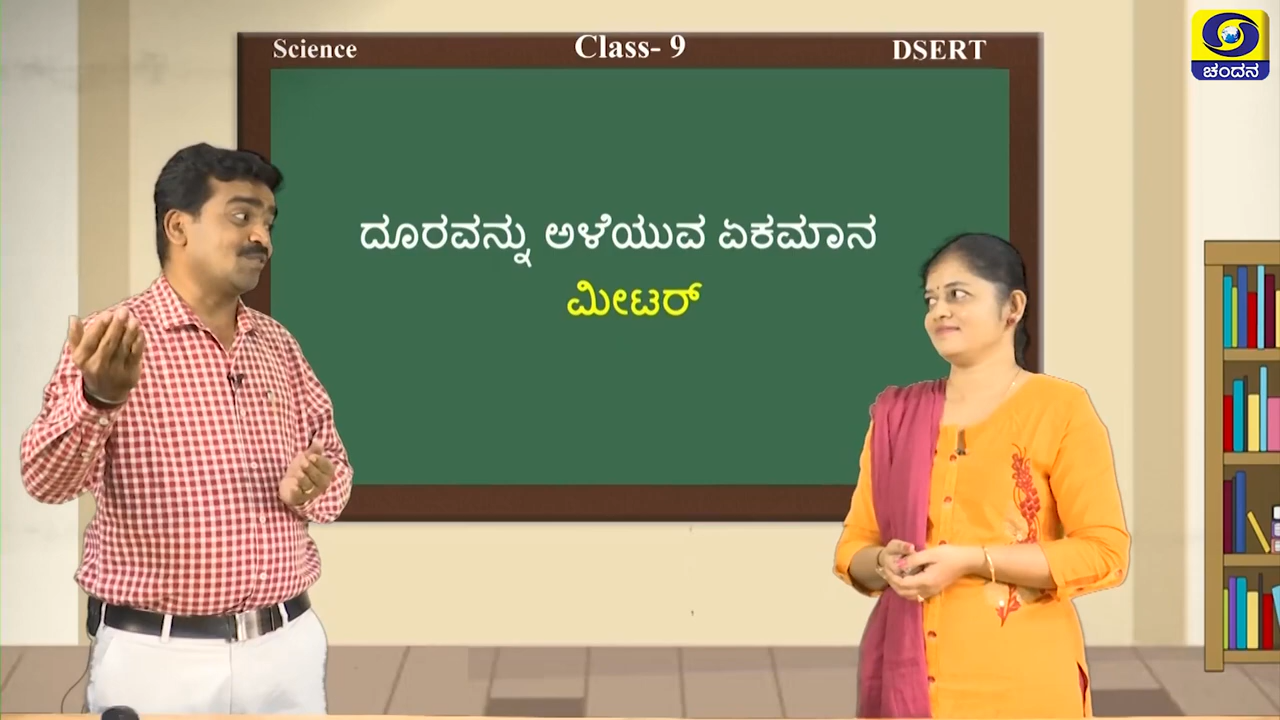 Science
Class- 9
DSERT
ಚಂದನ
ದೂರವನ್ನು ಅಳೆಯುವ ಏಕಮಾನ
ಮೀಟರ್